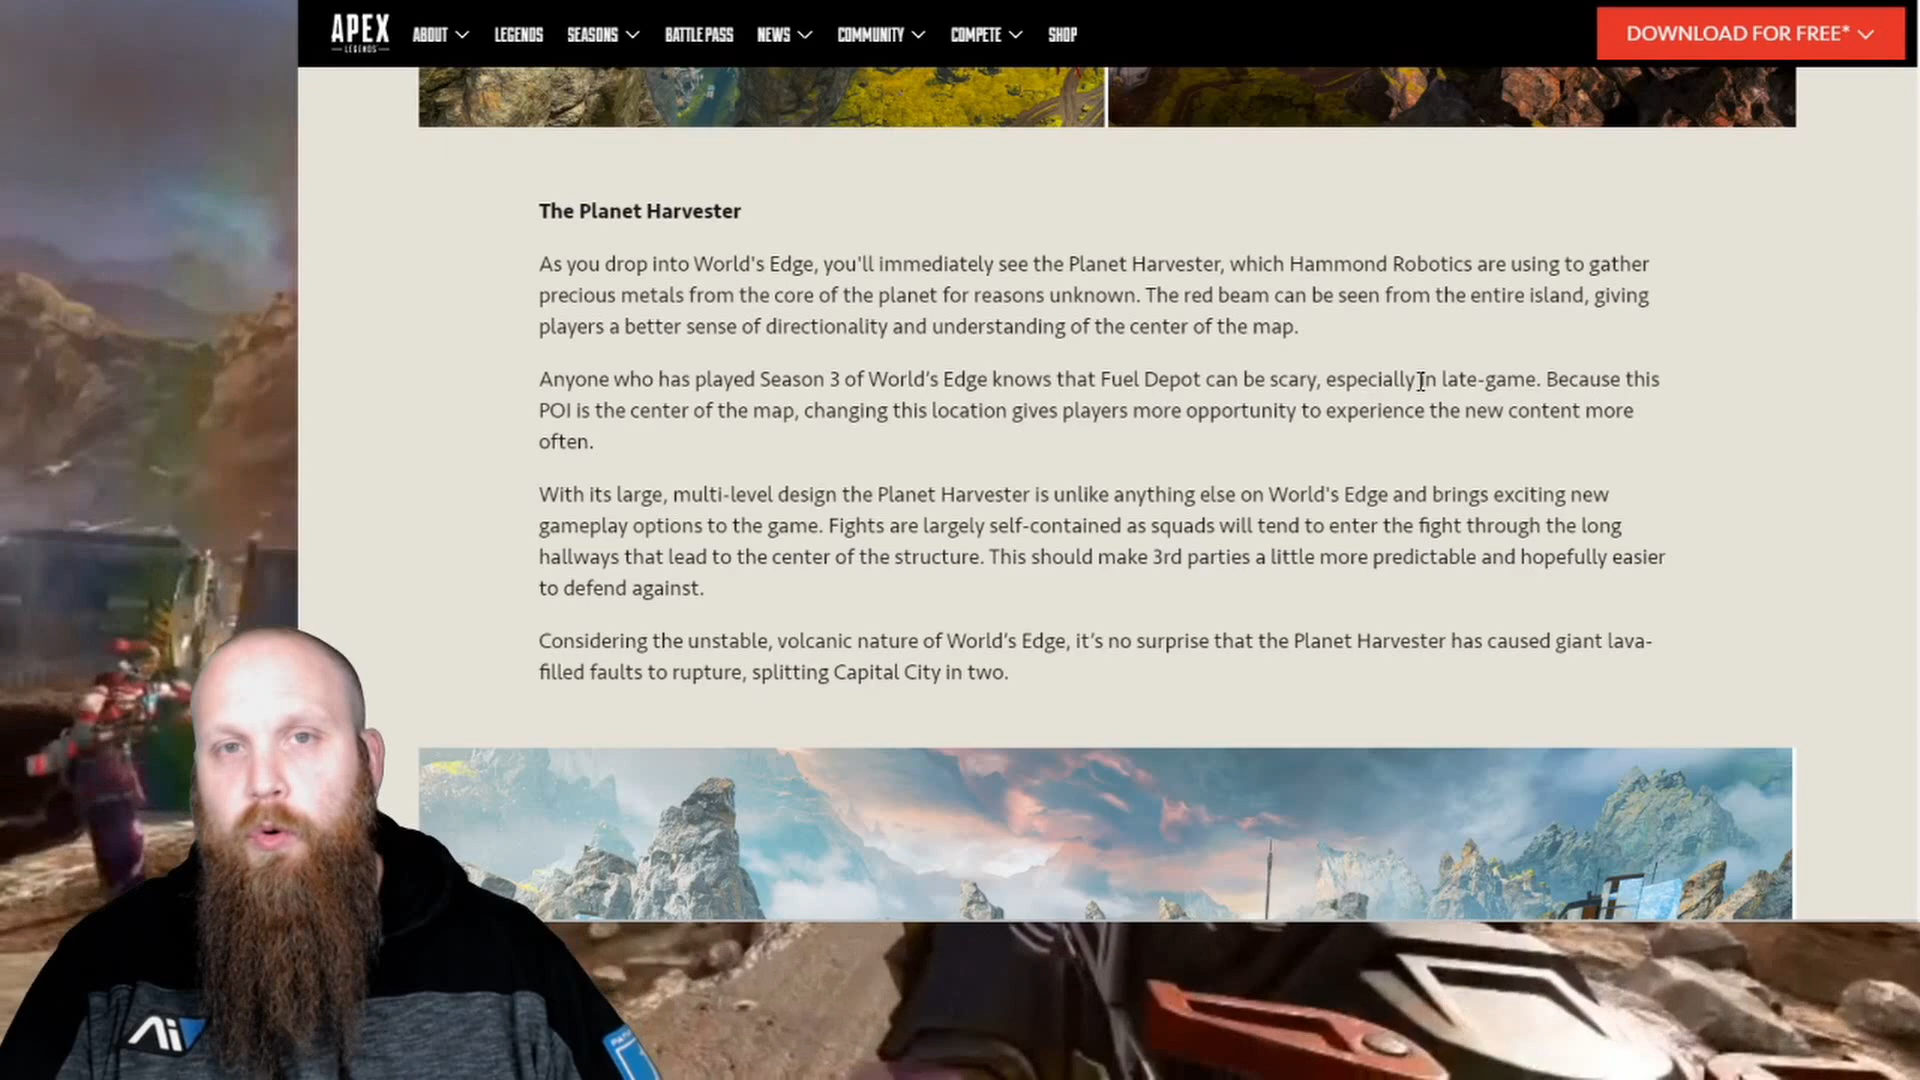 APEX
LEGENDS
ABOUT
LEGENDS
SEASONS
BATTLE PASS
NEWS
COMMUNITY
COMPETE
SHOP
DOWNLOAD FOR FREE*
The Planet Harvester
As you drop into World's Edge, you'll immediately see the Planet Harvester, which Hammond Robotics are using to gather
precious metals from the core of the planet for reasons unknown. The red beam can be seen from the entire island, giving
players a better sense of directionality and understanding of the center of the map.
Anyone who has played Season 3 of World’s Edge knows that Fuel Depot can be scary, especially in late-game. Because this
POI is the center of the map, changing this location gives players more opportunity to experience the new content more
often.
With its large, multi-level design the Planet Harvester is unlike anything else on World's Edge and brings exciting new
gameplay options to the game. Fights are largely self-contained as squads will tend to enter the fight through the long
hallways that lead to the center of the structure. This should make 3rd parties a little more predictable and hopefully easier
to defend against.
Considering the unstable, volcanic nature of World’s Edge, it’s no surprise that the Planet Harvester has caused giant lava-
filled faults to rupture, splitting Capital City in two.